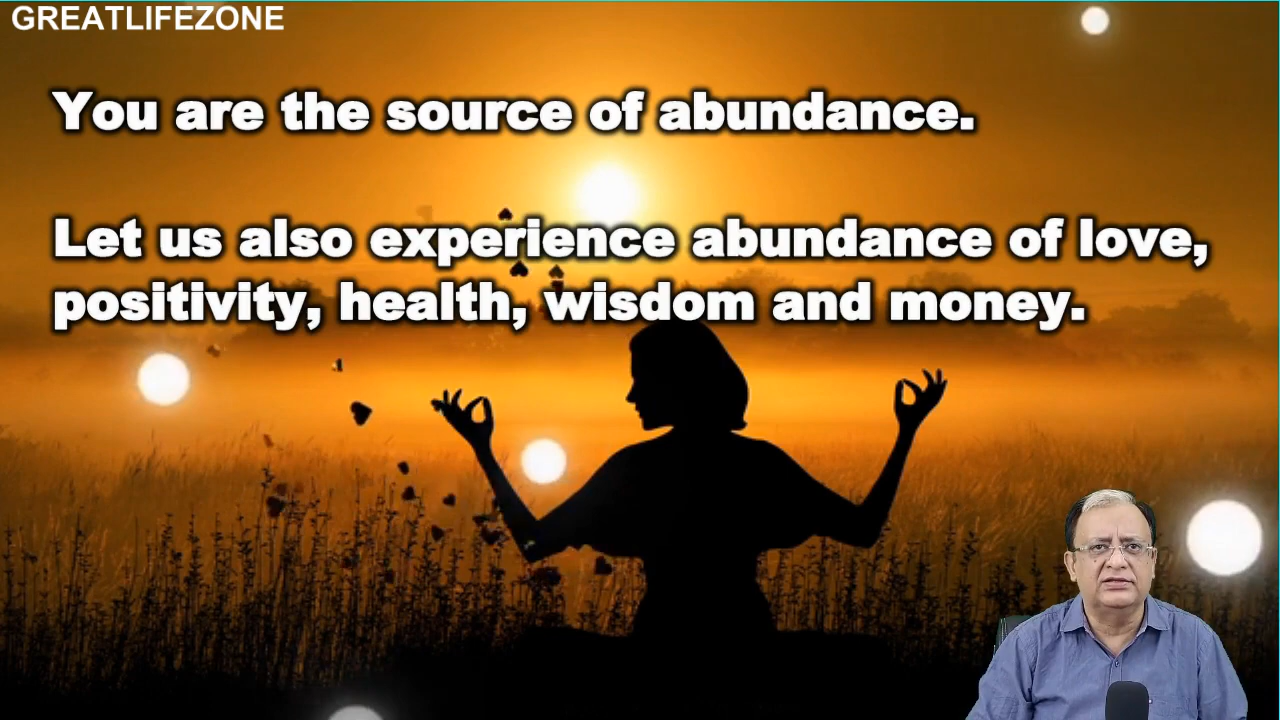 GREATLIFEZONE
You are the source of abundance.
Let us also experience abundance of love,
positivity, health, wisdom and money.